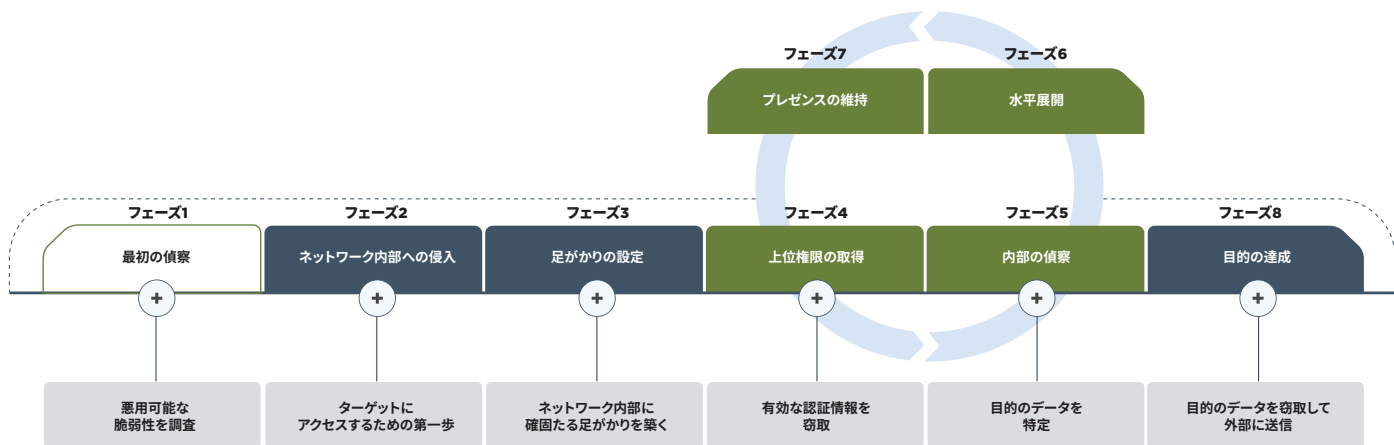 フェーズ7
フェーズ6
プレゼンスの維持
水平展開
フェーズ1
フェーズ2
フェーズ3
フェーズ4
フェーズ5
フェーズ8
最初の偵察
ネットワーク内部への侵入
足がかりの設定
上位権限の取得
内部の偵察
目的の達成
+
+
+
+
+
+
悪用可能な
脆弱性を調査
ターゲットに
アクセスするための第一歩
ネットワーク内部に
確固たる足がかりを築く
有効な認証情報を
窃取
目的のデータを
特定
目的のデータを窃取して
外部に送信